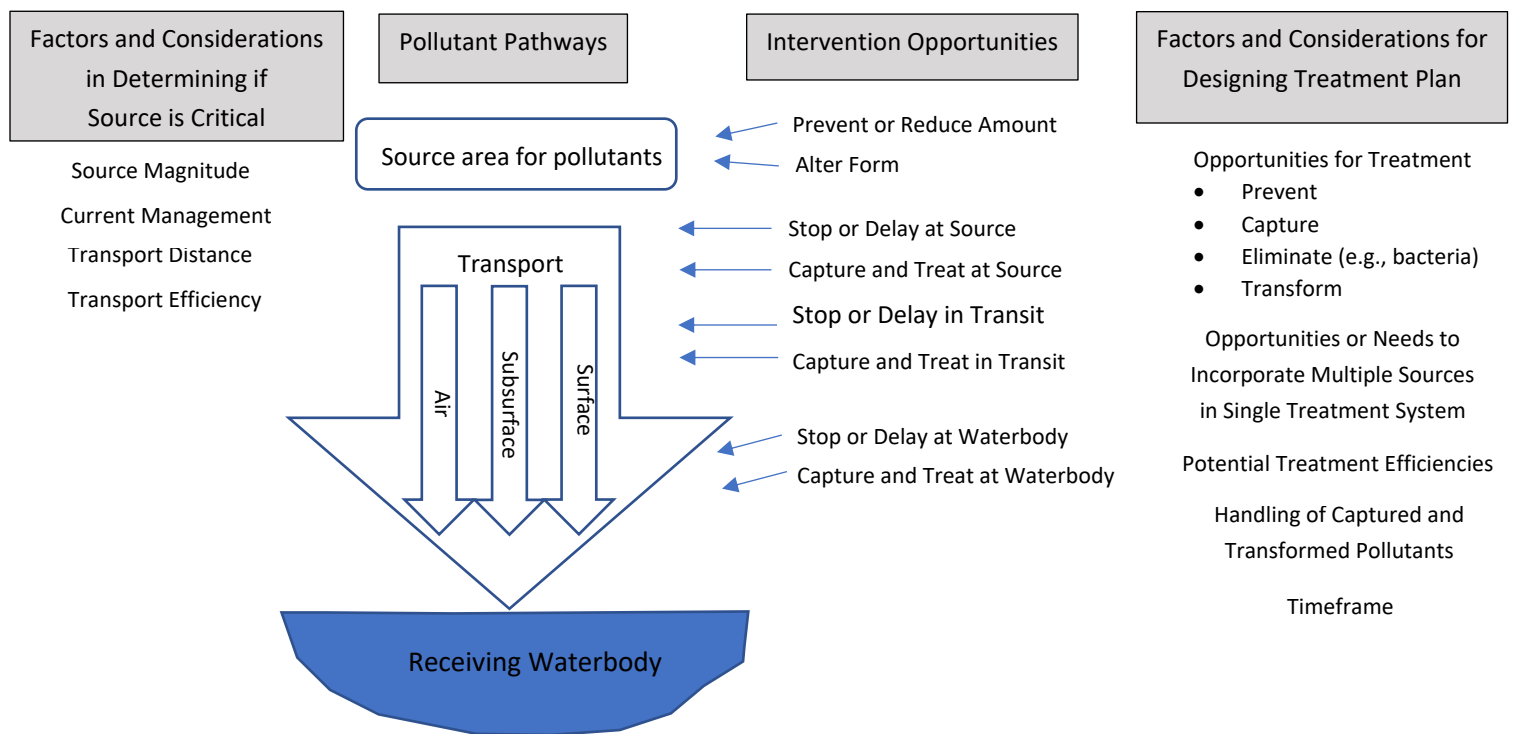 Factors and Considerations
in Determining if
Source is Critical
Source Magnitude
Current Management
Transport Distance
Transport Efficiency
Pollutant Pathways
Source area for pollutants
Transport
Air
Subsurface
Surface
Receiving Waterbody
Intervention Opportunities
Prevent or Reduce Amount
Alter Form
Stop or Delay at Source
Capture and Treat at Source
Stop or Delay in Transit
Capture and Treat in Transit
Stop or Delay at Waterbody
Capture and Treat at Waterbody
Factors and Considerations for
Designing Treatment Plan
Opportunities for Treatment
• Prevent
• Capture
• Eliminate (e.g., bacteria)
• Transform
Opportunities or Needs to
Incorporate Multiple Sources
in Single Treatment System
Potential Treatment Efficiencies
Handling of Captured and
Transformed Pollutants
Timeframe